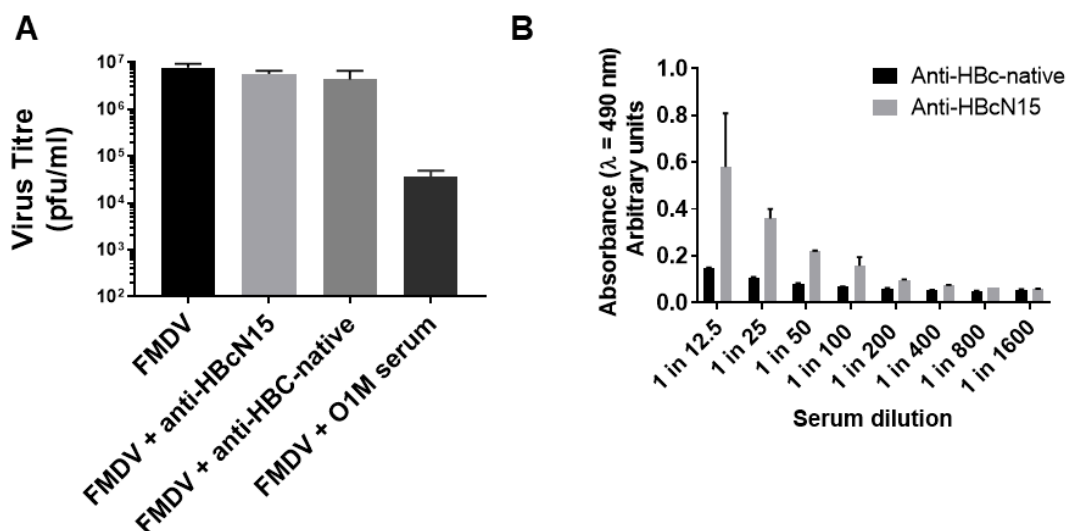 A
Virus Titre
(pfu/ml)
10⁷
10⁶
10⁵
10⁴
10³
10²
FMDV
FMDV + anti-HBcN15
FMDV + anti-HBC-native
FMDV + O1M serum
B
Absorbance (λ = 490 nm)
Arbitrary units
1.0
0.8
0.6
0.4
0.2
0.0
Anti-HBc-native
Anti-HBcN15
1 in 12.5
1 in 25
1 in 50
1 in 100
1 in 200
1 in 400
1 in 800
1 in 1600
Serum dilution